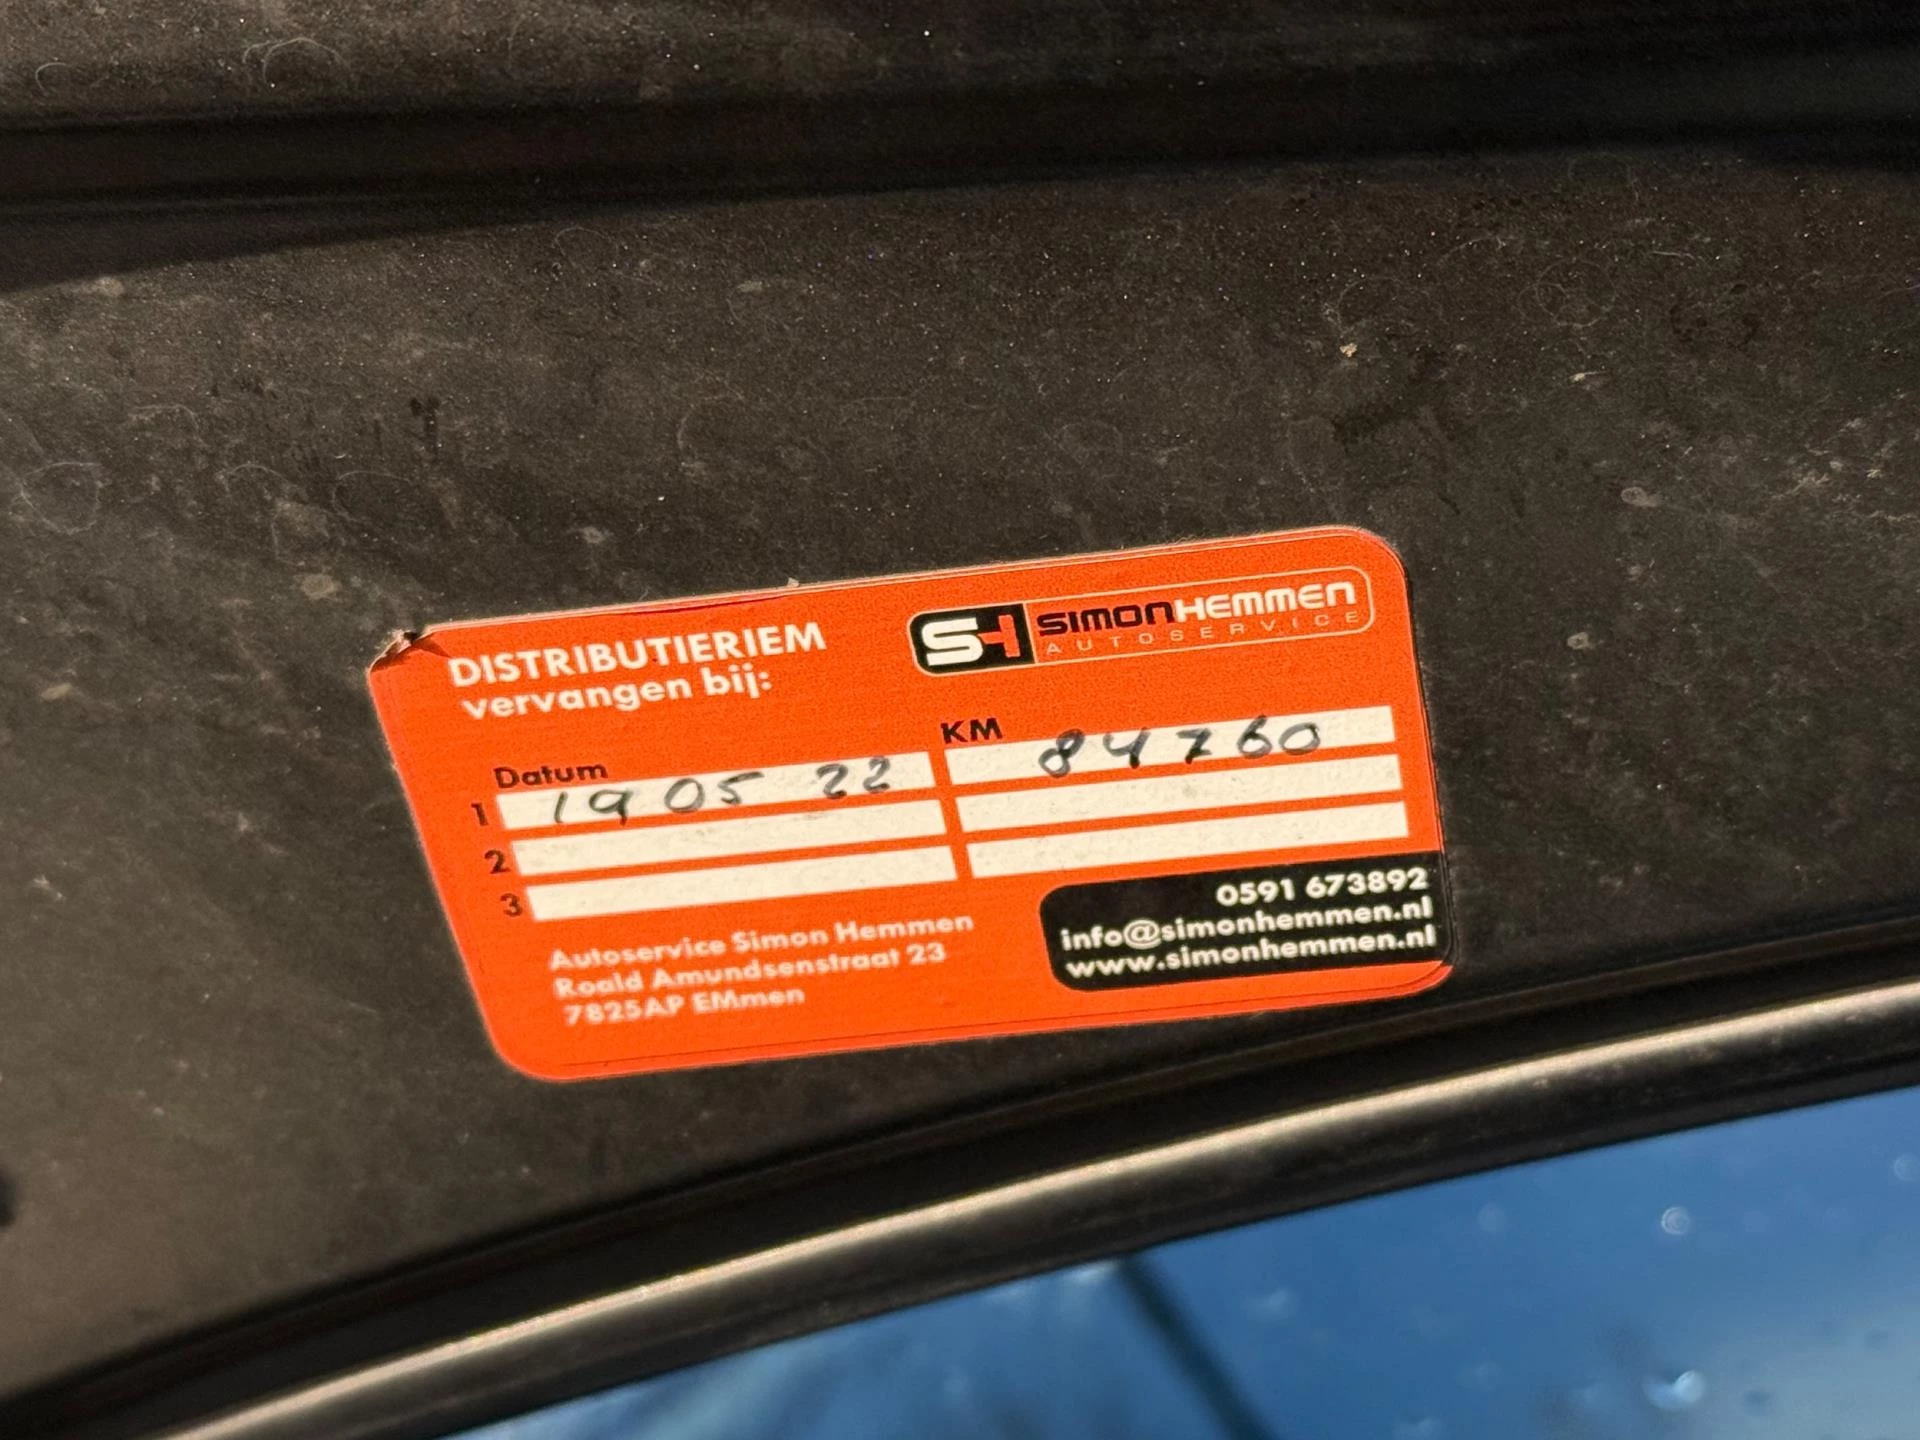 DISTRIBUTIERIEM
vervangen bij:
SH SIMONHEMMEN
AUTOSERVICE
Datum KM
1 19 05 22 84760
2
3
Autoservice Simon Hemmen
Roald Amundsenstraat 23
7825AP EMmen
0591 673892
info@simonhemmen.nl
www.simonhemmen.nl